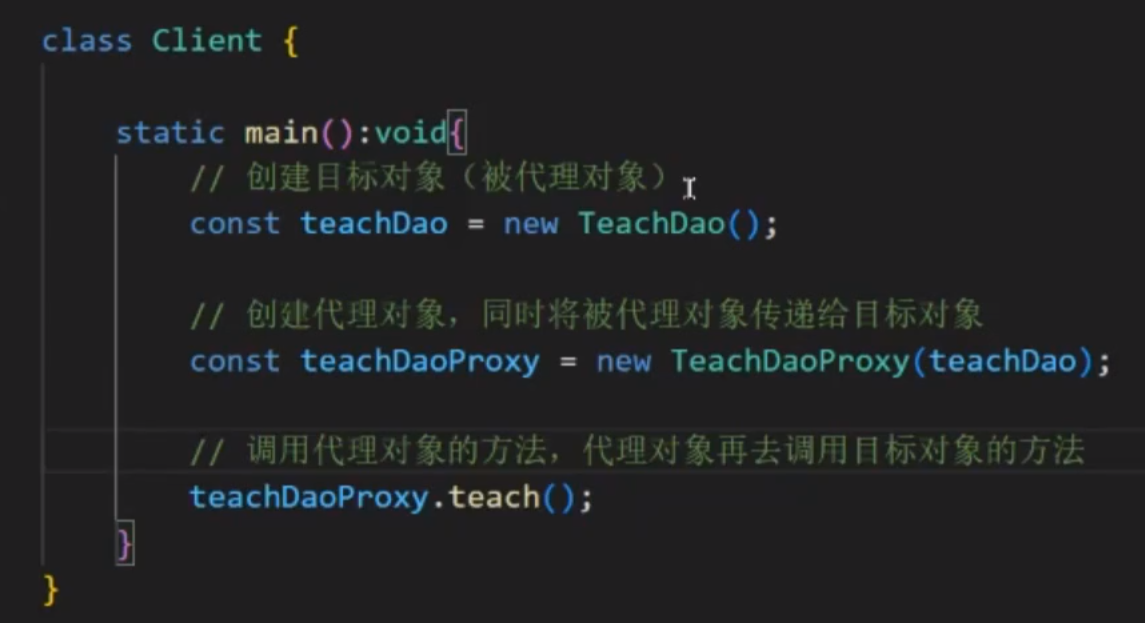 class Client {
static main():void{
// 创建目标对象（被代理对象）
const teachDao = new TeachDao();
// 创建代理对象，同时将被代理对象传递给目标对象
const teachDaoProxy = new TeachDaoProxy(teachDao);
// 调用代理对象的方法，代理对象再去调用目标对象的方法
teachDaoProxy.teach();
}
}